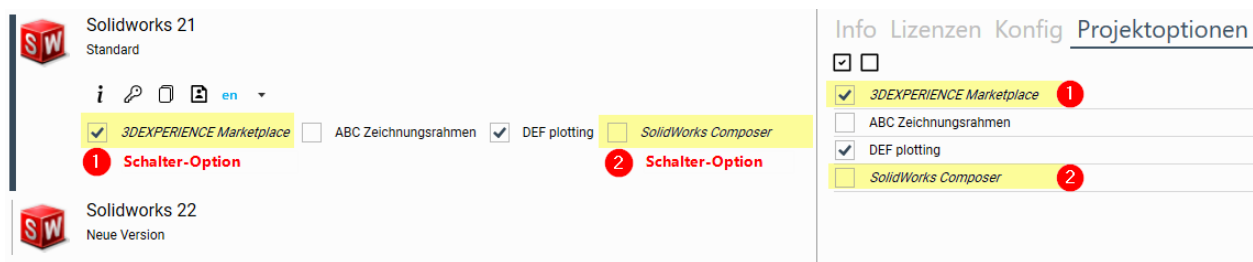 SW
Solidworks 21
Standard
i en
3DEXPERIENCE Marketplace ABC Zeichnungsrahmen DEF plotting SolidWorks Composer
1 Schalter-Option 2 Schalter-Option
SW
Solidworks 22
Neue Version
Info Lizenzen Konfig Projektoptionen
3DEXPERIENCE Marketplace 1
ABC Zeichnungsrahmen
DEF plotting
SolidWorks Composer 2